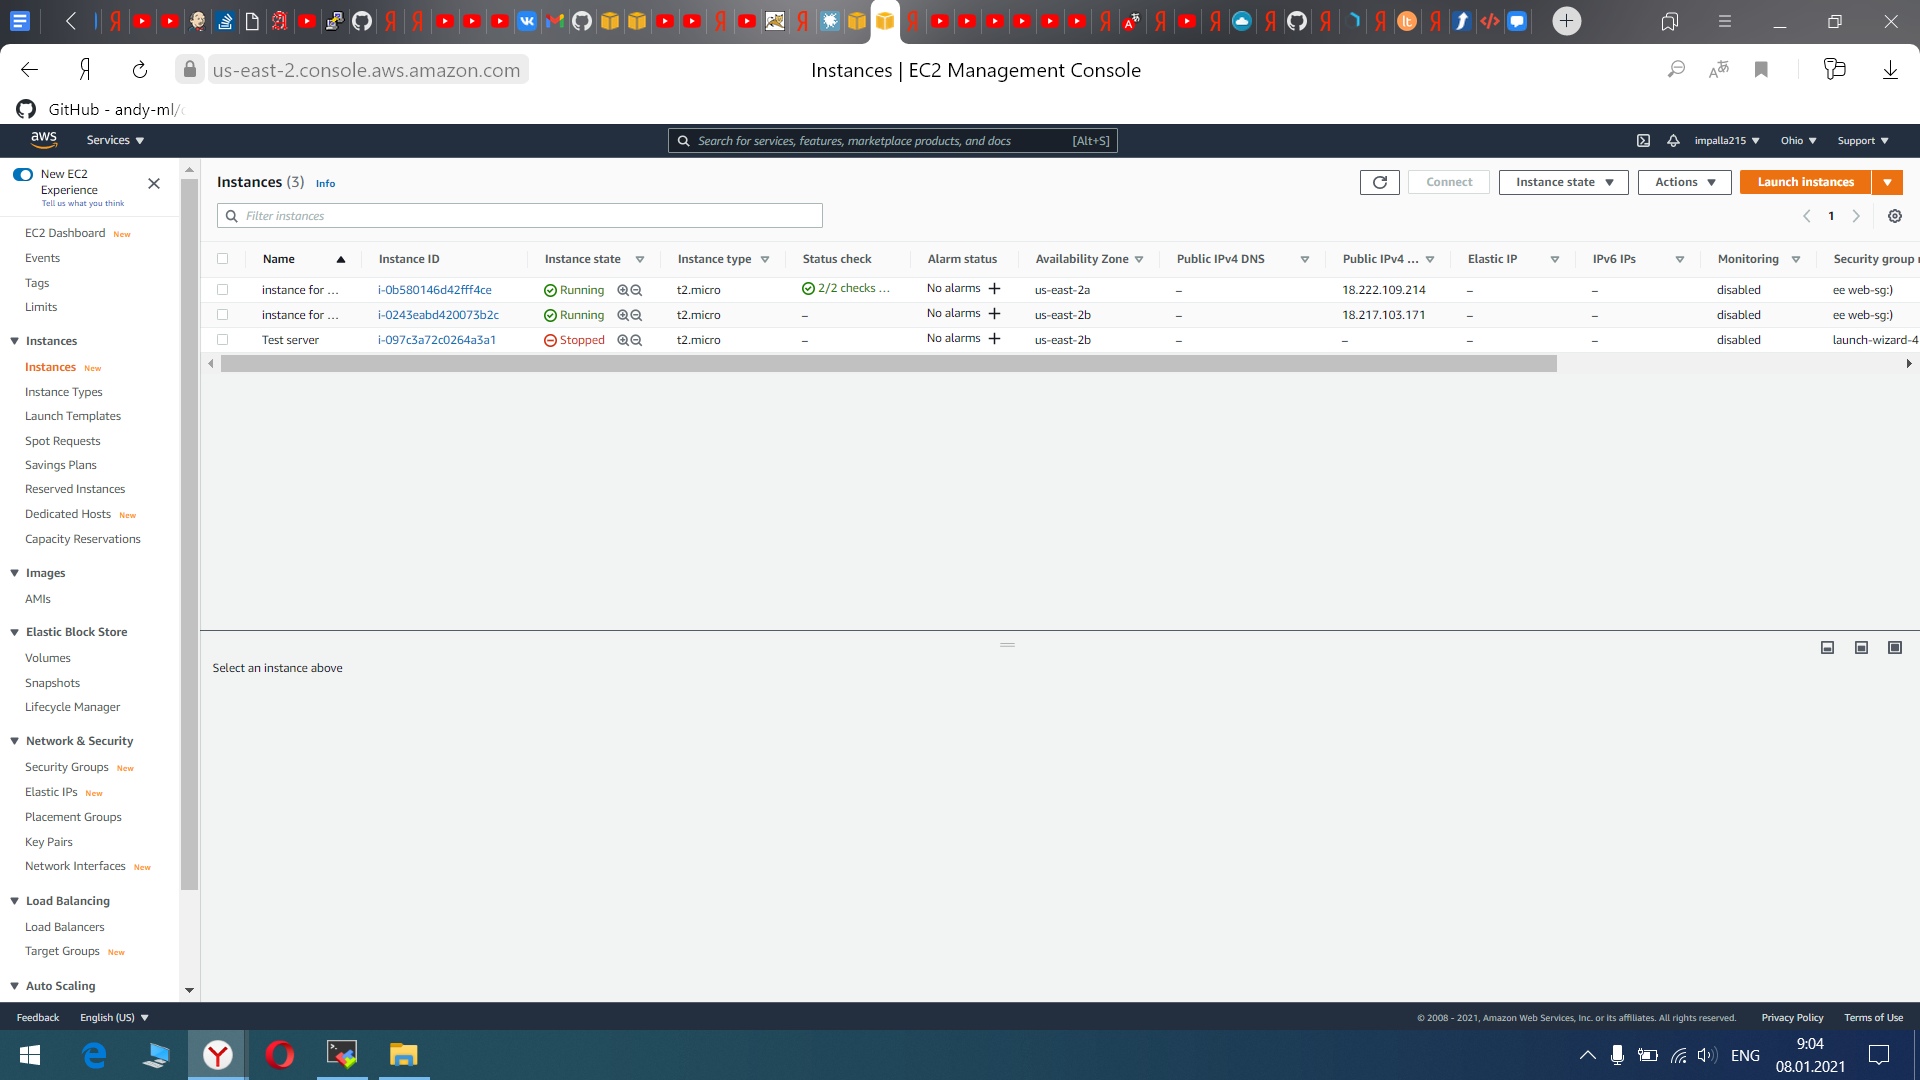 us-east-2.console.aws.amazon.com
Instances | EC2 Management Console
GitHub - andy-ml/
aws
Services
Search for services, features, marketplace products, and docs
[Alt+S]
impalla215
Ohio
Support
New EC2 Experience
Tell us what you think
EC2 Dashboard New
Events
Tags
Limits
Instances
Instances New
Instance Types
Launch Templates
Spot Requests
Savings Plans
Reserved Instances
Dedicated Hosts New
Capacity Reservations
Images
AMIs
Elastic Block Store
Volumes
Snapshots
Lifecycle Manager
Network & Security
Security Groups New
Elastic IPs New
Placement Groups
Key Pairs
Network Interfaces New
Load Balancing
Load Balancers
Target Groups New
Auto Scaling
Instances (3) Info
Connect
Instance state
Actions
Launch instances
Filter instances
1
Name Instance ID Instance state Instance type Status check Alarm status Availability Zone Public IPv4 DNS Public IPv4 ... Elastic IP IPv6 IPs Monitoring Security group
instance for ... i-0b580146d42fff4ce Running t2.micro 2/2 checks ... No alarms + us-east-2a – 18.222.109.214 – – disabled ee web-sg:)
instance for ... i-0243eabd420073b2c Running t2.micro – No alarms + us-east-2b – 18.217.103.171 – – disabled ee web-sg:)
Test server i-097c3a72c0264a3a1 Stopped t2.micro – No alarms + us-east-2b – – – – disabled launch-wizard-4
Select an instance above
Feedback
English (US)
© 2008 - 2021, Amazon Web Services, Inc. or its affiliates. All rights reserved.
Privacy Policy
Terms of Use
ENG
9:04
08.01.2021